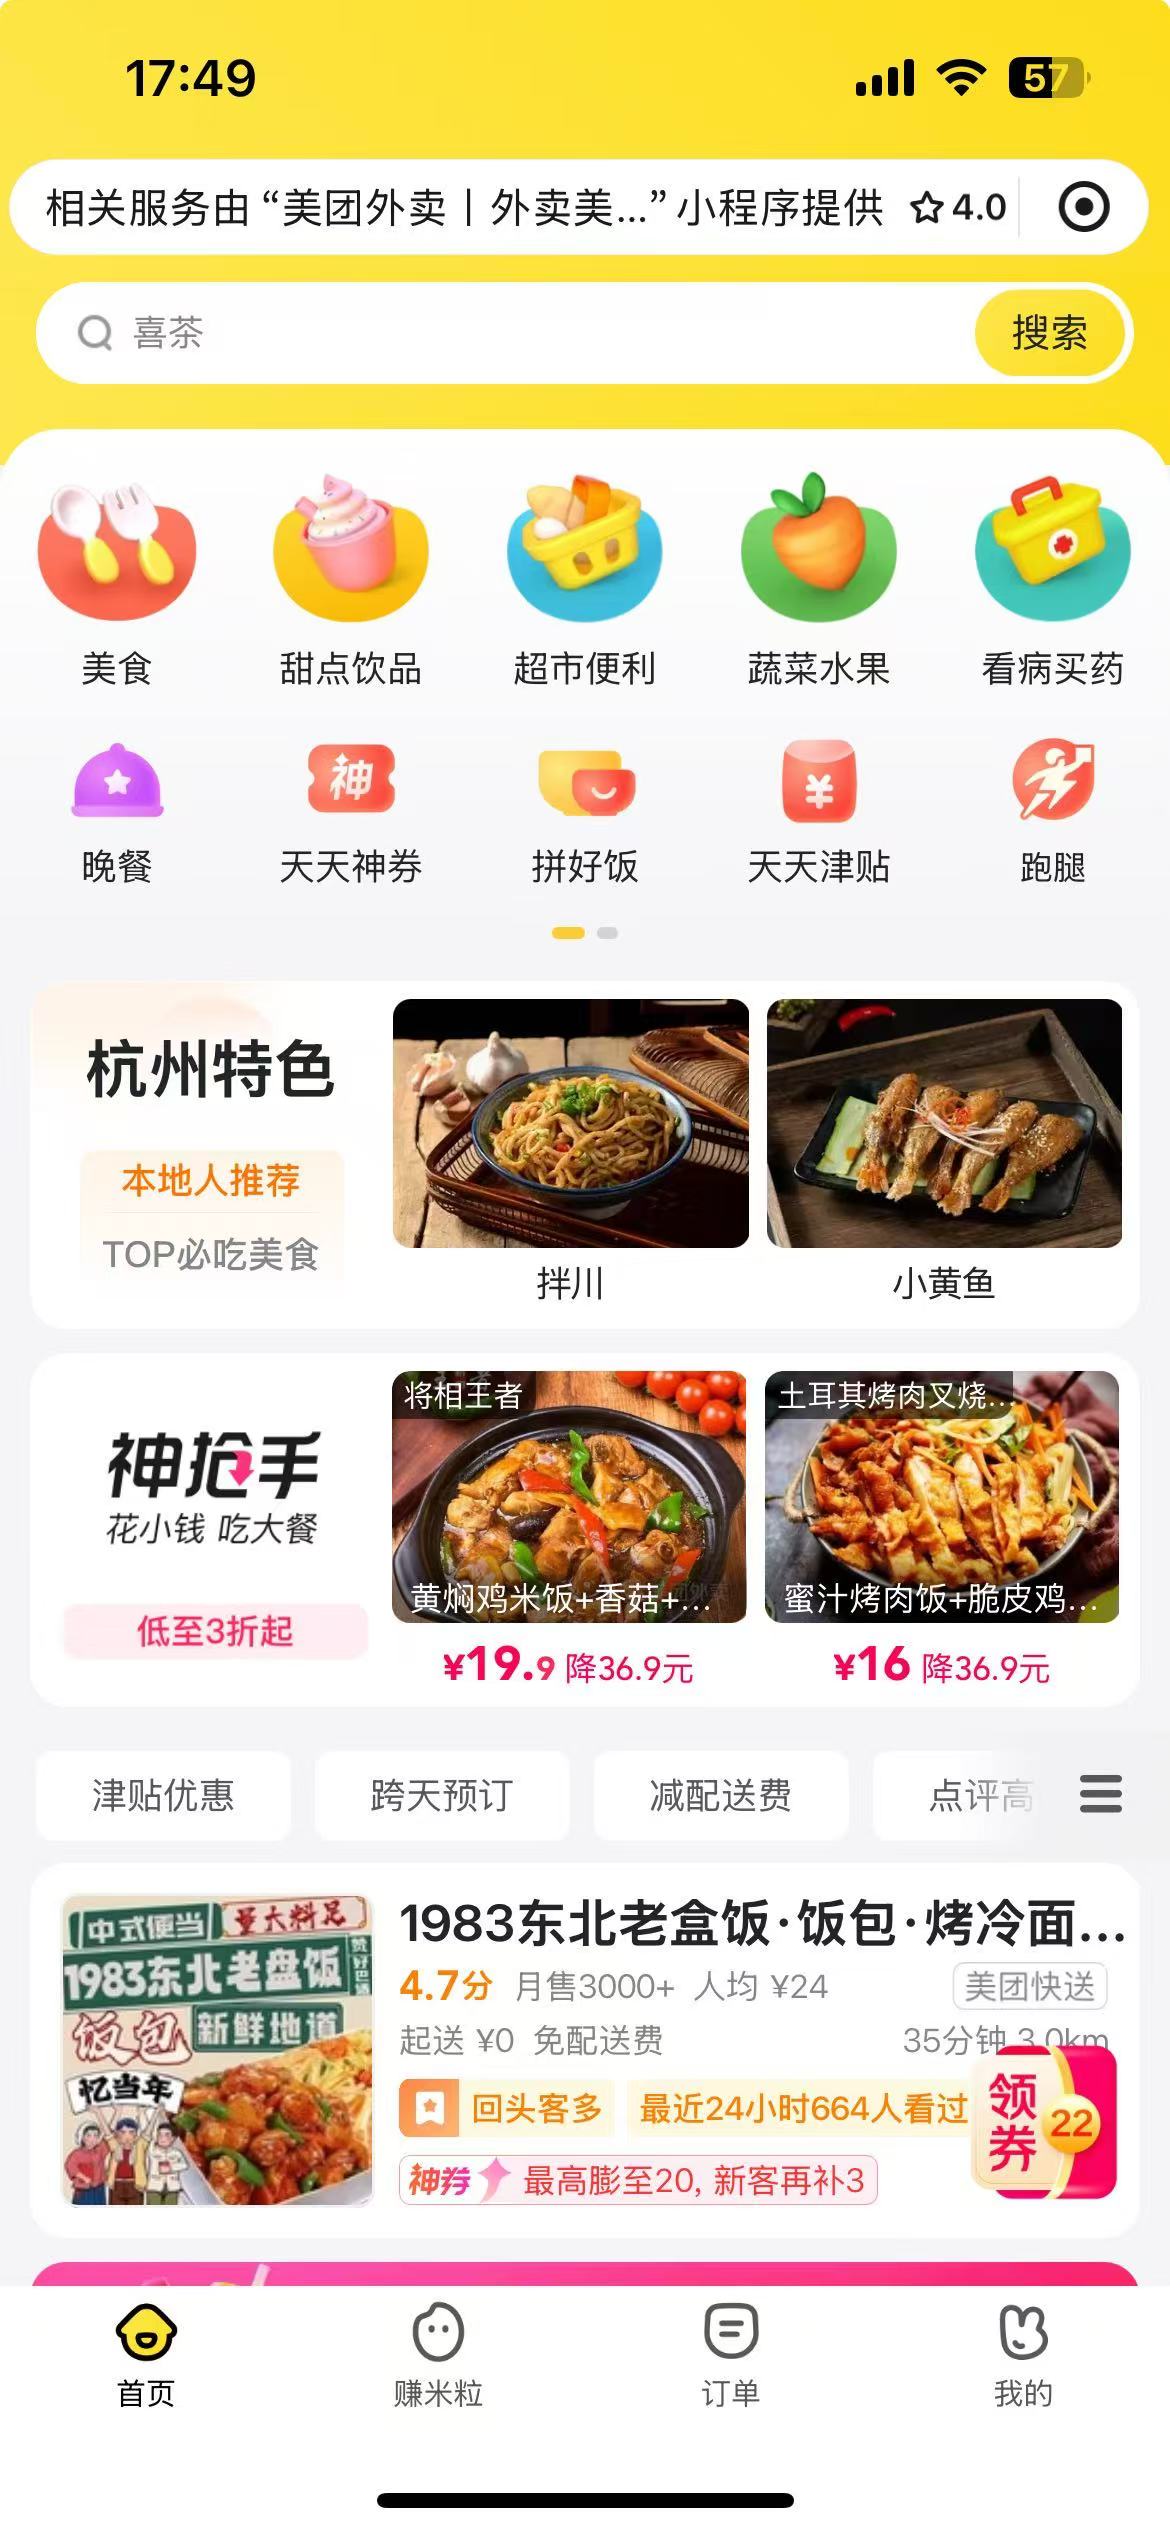 17:49
57
相关服务由“美团外卖丨外卖美...”小程序提供 4.0
喜茶 搜索
美食 甜点饮品 超市便利 蔬菜水果 看病买药
神 ¥
晚餐 天天神券 拼好饭 天天津贴 跑腿
杭州特色
本地人推荐
TOP必吃美食
拌川 小黄鱼
神抢手
花小钱 吃大餐
低至3折起
将相王者
黄焖鸡米饭+香菇+...
¥19.9 降36.9元
土耳其烤肉叉烧...
蜜汁烤肉饭+脆皮鸡...
¥16 降36.9元
津贴优惠 跨天预订 减配送费 点评高
中式便当 量大料足
1983东北老盘饭
饭包 新鲜地道
忆当年
1983东北老盒饭·饭包·烤冷面...
4.7分 月售3000+ 人均 ¥24 美团快送
起送 ¥0 免配送费 35分钟 3.0km
回头客多 最近24小时664人看过
神券 最高膨至20, 新客再补3
领券 22
首页 赚米粒 订单 我的